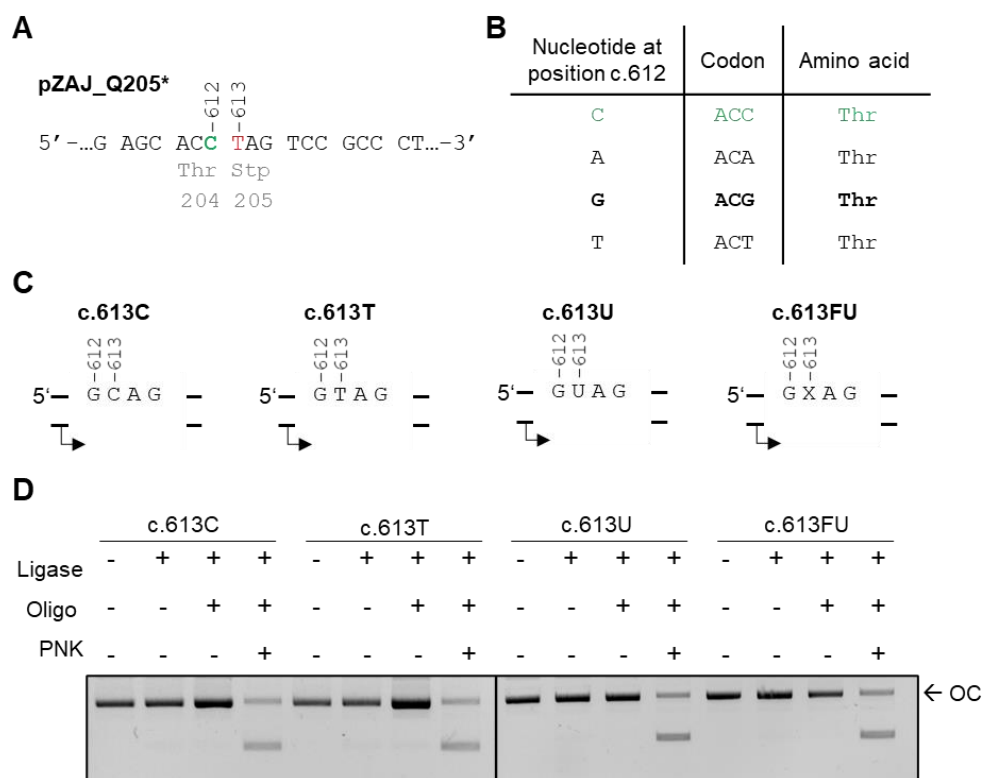 A
pZAJ_Q205*
-612
-613
5’-…G AGC ACC TAG TCC GCC CT…-3’
Thr Stp
204 205
B
Nucleotide at position c.612 Codon Amino acid
C ACC Thr
A ACA Thr
G ACG Thr
T ACT Thr
C
c.613C c.613T c.613U c.613FU
-612 -613 -612 -613 -612 -613 -612 -613
5‘ GCAG 5‘ GTAG 5‘ GUAG 5‘ GXAG
D
c.613C c.613T c.613U c.613FU
Ligase - + + + - + + + - + + + - + + +
Oligo - - + + - - + + - - + + - - + +
PNK - - - + - - - + - - - + - - - +
← OC